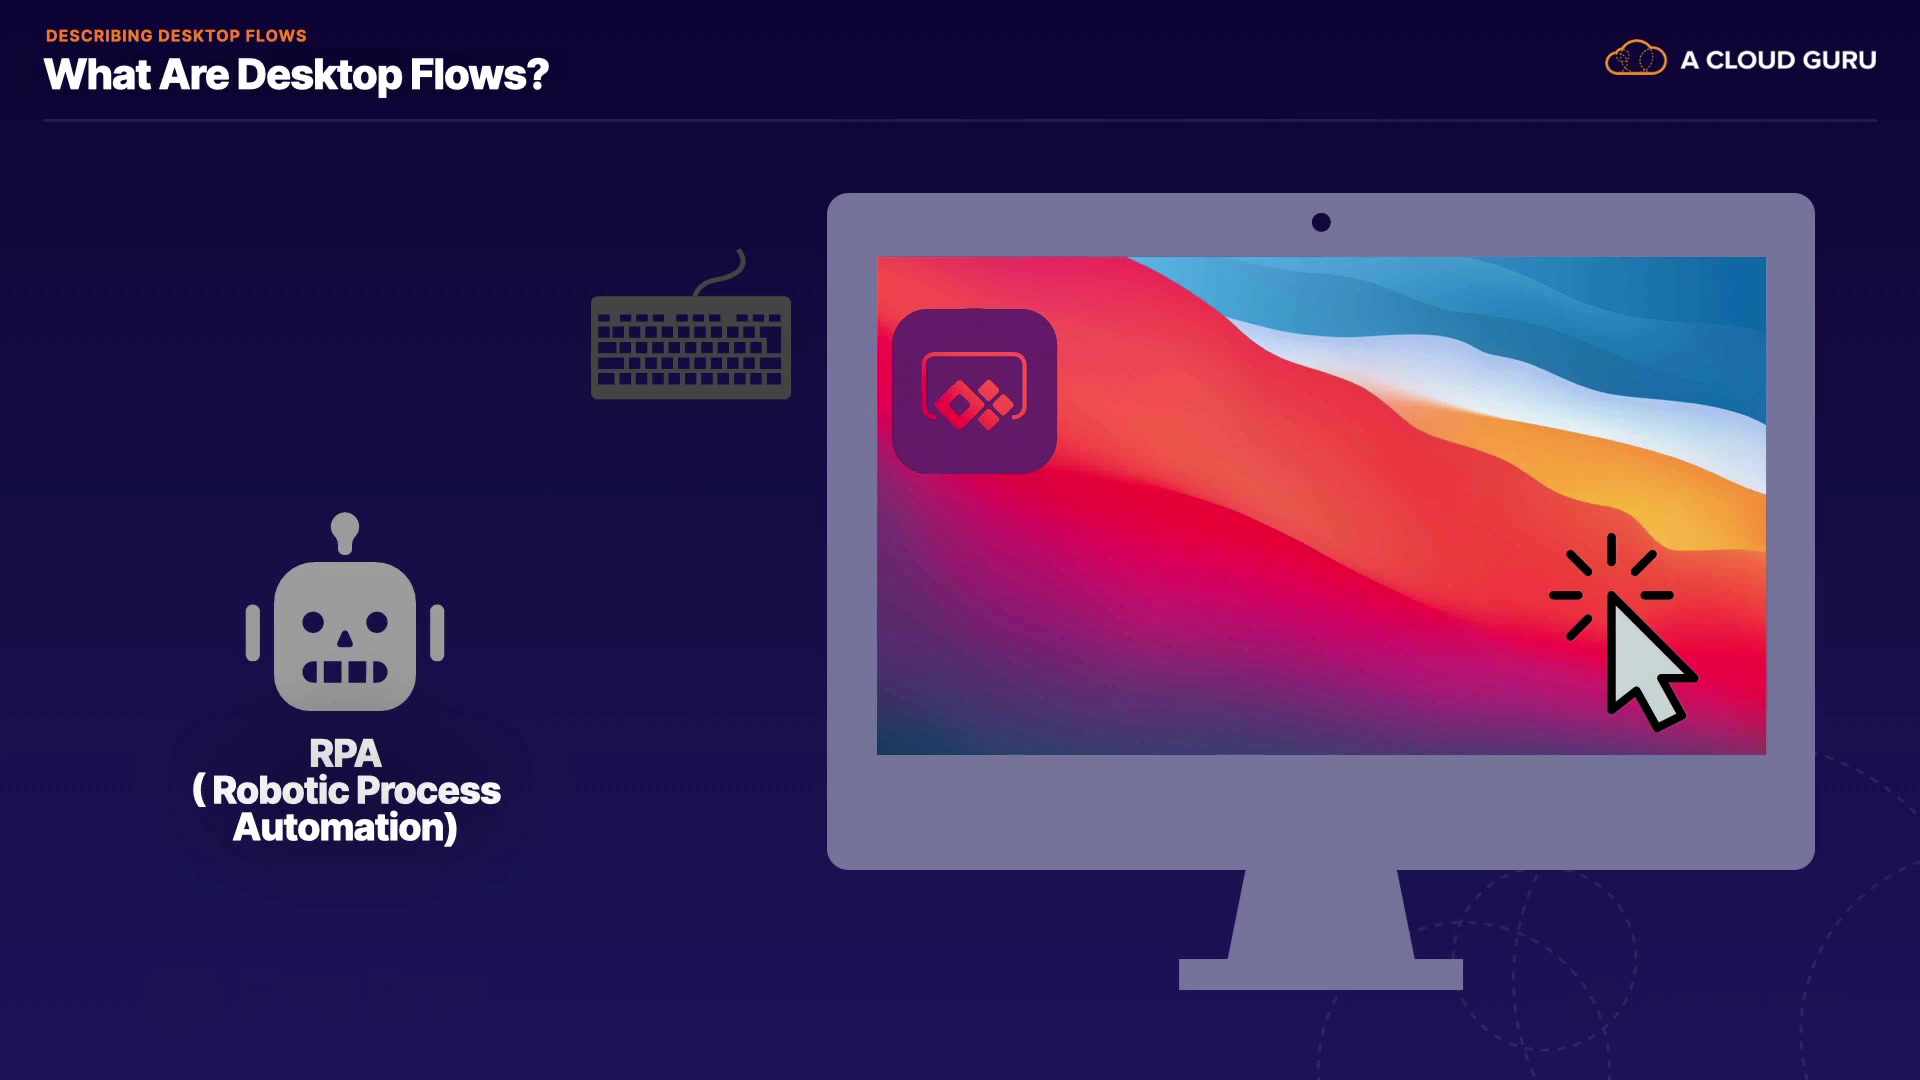 DESCRIBING DESKTOP FLOWS
What Are Desktop Flows?
A CLOUD GURU
RPA
( Robotic Process
Automation)